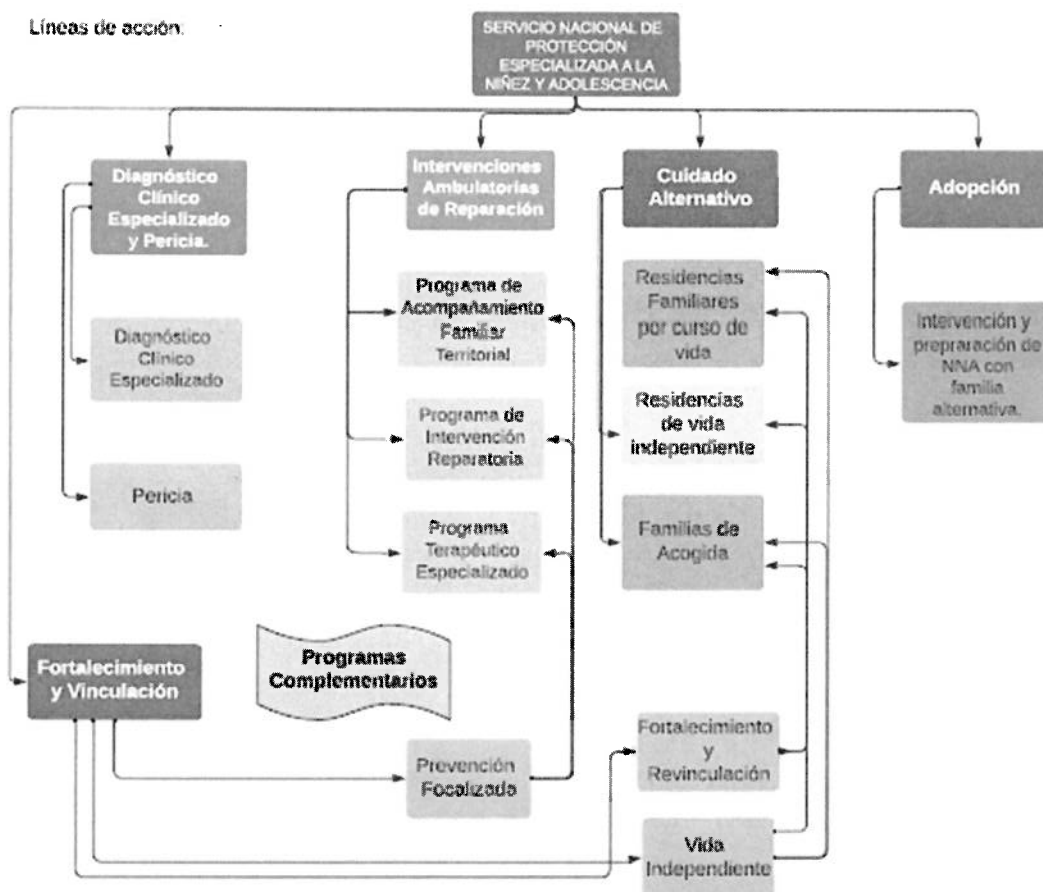 Líneas de acción:
SERVICIO NACIONAL DE
PROTECCIÓN
ESPECIALIZADA A LA
NIÑEZ Y ADOLESCENCIA
Diagnóstico
Clínico
Especializado
y Pericia.
Intervenciones
Ambulatorias
de Reparación
Cuidado
Alternativo
Adopción
Diagnóstico
Clínico
Especializado
Pericia
Programa de
Acompañamiento
Familiar
Territorial
Programa de
Intervención
Reparatoria
Programa
Terapéutico
Especializado
Residencias
Familiares
por curso de
vida
Residencias
de vida
independiente
Familias de
Acogida
Intervención y
prepraración de
NNA con
familia
alternativa.
Fortalecimiento
y Vinculación
Programas
Complementarios
Prevención
Focalizada
Fortalecimiento
y
Revinculación
Vida
Independiente